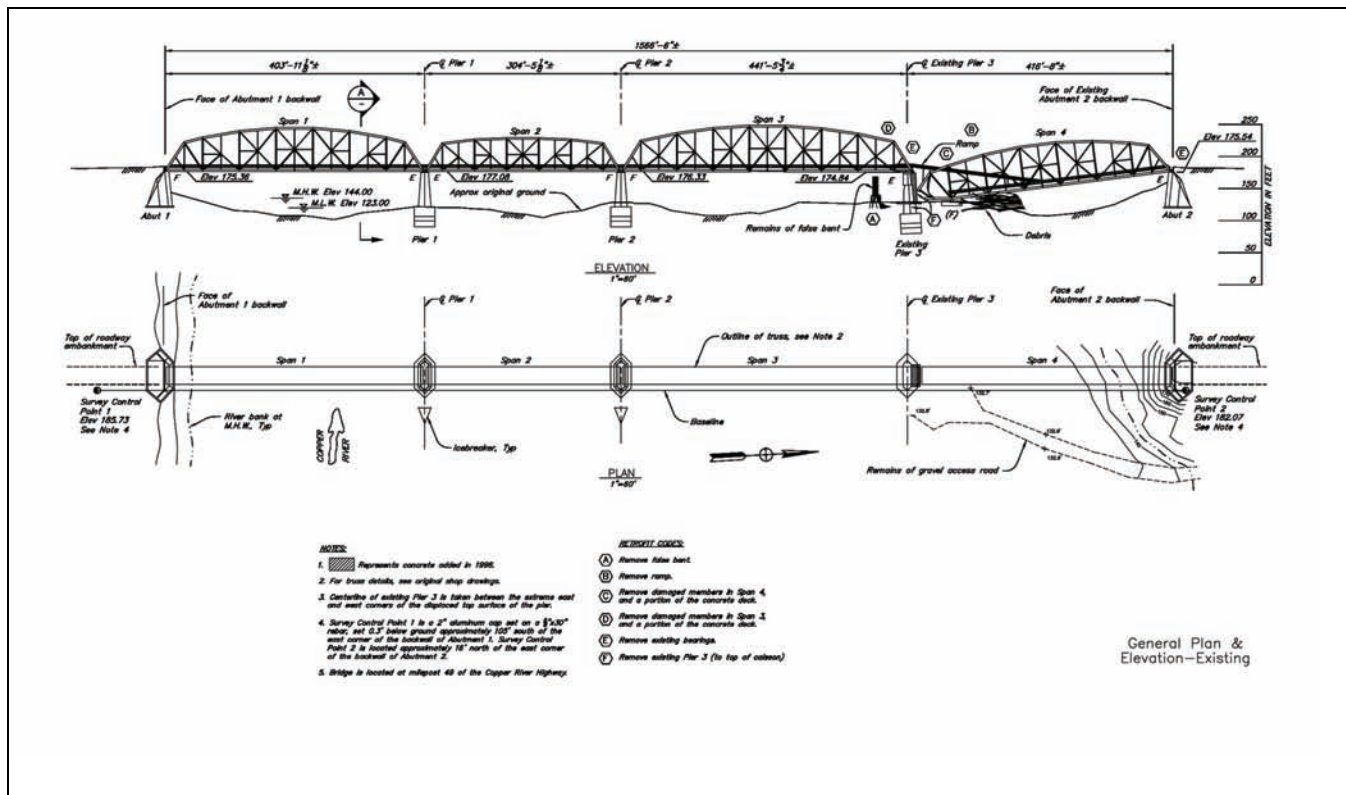 1566'-6"±
403'-11 1/8"±
℄ Pier 1
304'-5 1/8"±
℄ Pier 2
441'-5 3/4"±
℄ Existing Pier 3
416'-8"±
Face of Abutment 1 backwall
A
Face of Existing
Abutment 2 backwall
Span 1
Span 2
Span 3
Span 4
D
E
B
Ramp
C
E
Elev 175.54
250
200
150
100
50
0
ELEVATION IN FEET
F
Elev 175.36
E
E
Elev 177.08
F
F
Elev 176.33
Elev 174.84
E
E
M.H.W. Elev 144.00
M.L.W. Elev 123.00
Approx original ground
Abut 1
Pier 1
Pier 2
A
Remains of false bent
F
(F)
Existing
Pier 3
Debris
Abut 2
ELEVATION
1"=60'
Face of
Abutment 1 backwall
℄ Pier 1
℄ Pier 2
℄ Existing Pier 3
Face of
Abutment 2 backwall
Top of roadway
embankment
Outline of truss, see Note 2
Top of roadway
embankment
Span 1
Span 2
Span 3
Span 4
Survey Control
Point 1
Elev 185.73
See Note 4
River bank at
M.H.W., Typ
COPPER
RIVER
Icebreaker, Typ
Baseline
Remains of gravel access road
Survey Control
Point 2
Elev 182.07
See Note 4
PLAN
1"=60'
NOTES:
1. Represents concrete added in 1996.
2. For truss details, see original shop drawings.
3. Centerline of existing Pier 3 is taken between the extreme east
and west corners of the displaced top surface of the pier.
4. Survey Control Point 1 is a 2" aluminum cap set on a
rebar, set 0.3' below ground approximately 105' south of the
east corner of the backwall of Abutment 1. Survey Control
Point 2 is located approximately 16' north of the east corner
of the backwall of Abutment 2.
5. Bridge is located at milepost 49 of the Copper River Highway.
RETROFIT CODES:
A Remove false bent.
B Remove ramp.
C Remove damaged members in Span 4,
and a portion of the concrete deck.
D Remove damaged members in Span 3,
and a portion of the concrete deck.
E Remove existing bearings.
F Remove existing Pier 3 (to top of caisson)
General Plan &
Elevation—Existing